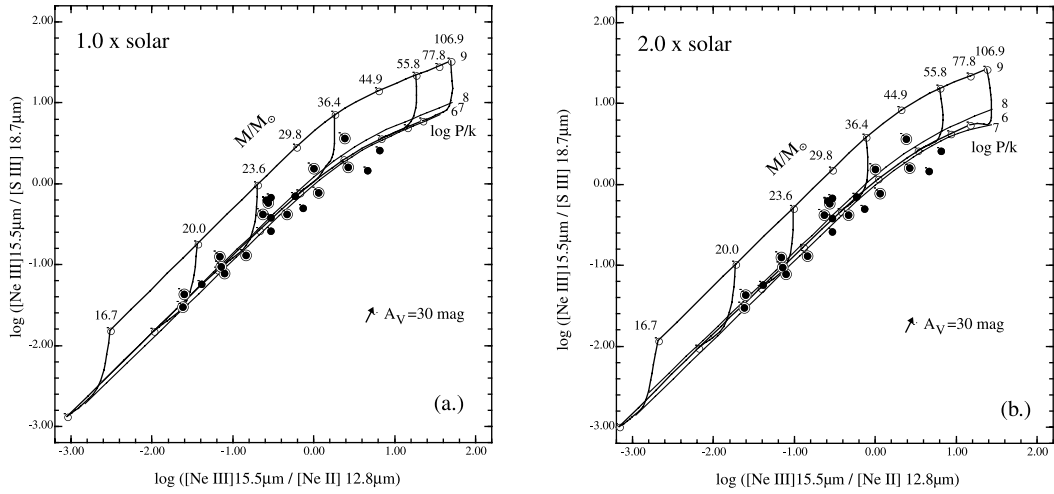 1.0 x solar
2.00
1.00
0.00
-1.00
-2.00
-3.00
log ([Ne III]15.5μm / [S III] 18.7μm)
106.9
77.8
55.8
44.9
36.4
29.8
23.6
20.0
16.7
M/M☉
9
8
67
log P/k
A_V=30 mag
(a.)
-3.00 -2.00 -1.00 0.00 1.00 2.00
log ([Ne III]15.5μm / [Ne II] 12.8μm)
2.0 x solar
2.00
1.00
0.00
-1.00
-2.00
-3.00
log ([Ne III]15.5μm / [S III] 18.7μm)
106.9
77.8
55.8
44.9
36.4
29.8
23.6
20.0
16.7
M/M☉
9
8
6
7
log P/k
A_V=30 mag
(b.)
-3.00 -2.00 -1.00 0.00 1.00 2.00
log ([Ne III]15.5μm / [Ne II] 12.8μm)